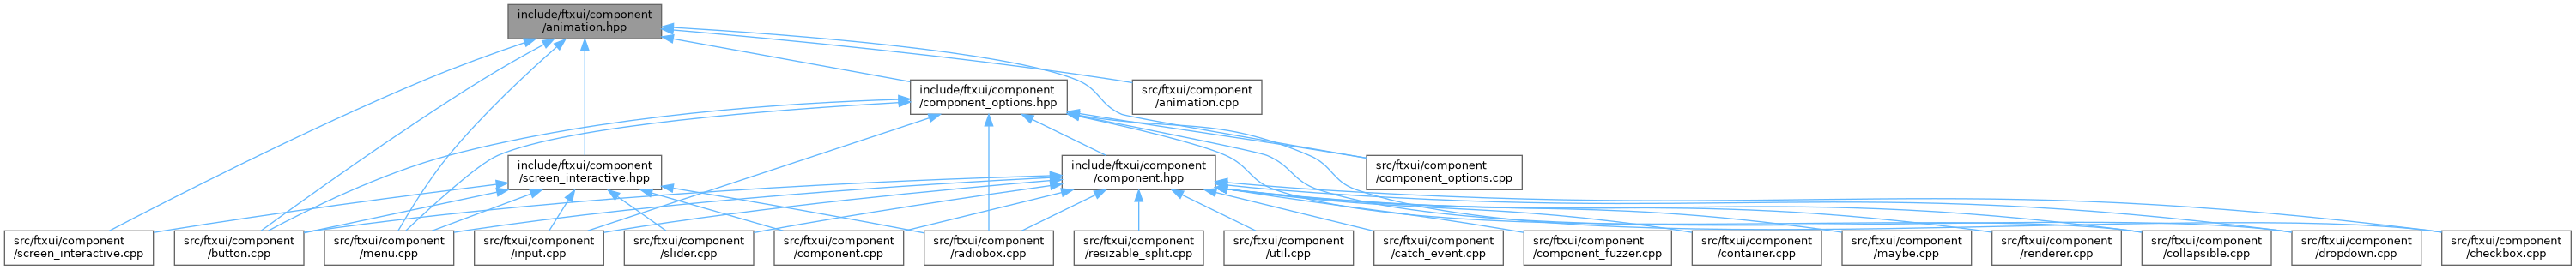 include/ftxui/component
/animation.hpp
include/ftxui/component
/component_options.hpp
src/ftxui/component
/animation.cpp
include/ftxui/component
/screen_interactive.hpp
include/ftxui/component
/component.hpp
src/ftxui/component
/component_options.cpp
src/ftxui/component
/screen_interactive.cpp
src/ftxui/component
/button.cpp
src/ftxui/component
/menu.cpp
src/ftxui/component
/input.cpp
src/ftxui/component
/slider.cpp
src/ftxui/component
/component.cpp
src/ftxui/component
/radiobox.cpp
src/ftxui/component
/resizable_split.cpp
src/ftxui/component
/util.cpp
src/ftxui/component
/catch_event.cpp
src/ftxui/component
/component_fuzzer.cpp
src/ftxui/component
/container.cpp
src/ftxui/component
/maybe.cpp
src/ftxui/component
/renderer.cpp
src/ftxui/component
/collapsible.cpp
src/ftxui/component
/dropdown.cpp
src/ftxui/component
/checkbox.cpp